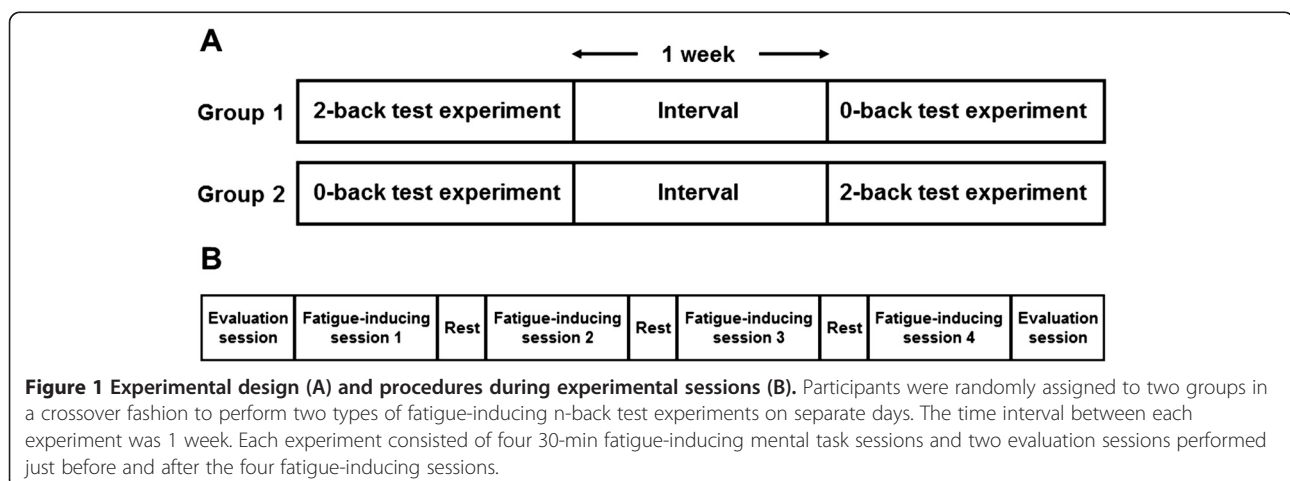 A
1 week
Group 1 2-back test experiment Interval 0-back test experiment
Group 2 0-back test experiment Interval 2-back test experiment
B
Evaluation session Fatigue-inducing session 1 Rest Fatigue-inducing session 2 Rest Fatigue-inducing session 3 Rest Fatigue-inducing session 4 Evaluation session
Figure 1 Experimental design (A) and procedures during experimental sessions (B). Participants were randomly assigned to two groups in
a crossover fashion to perform two types of fatigue-inducing n-back test experiments on separate days. The time interval between each
experiment was 1 week. Each experiment consisted of four 30-min fatigue-inducing mental task sessions and two evaluation sessions performed
just before and after the four fatigue-inducing sessions.